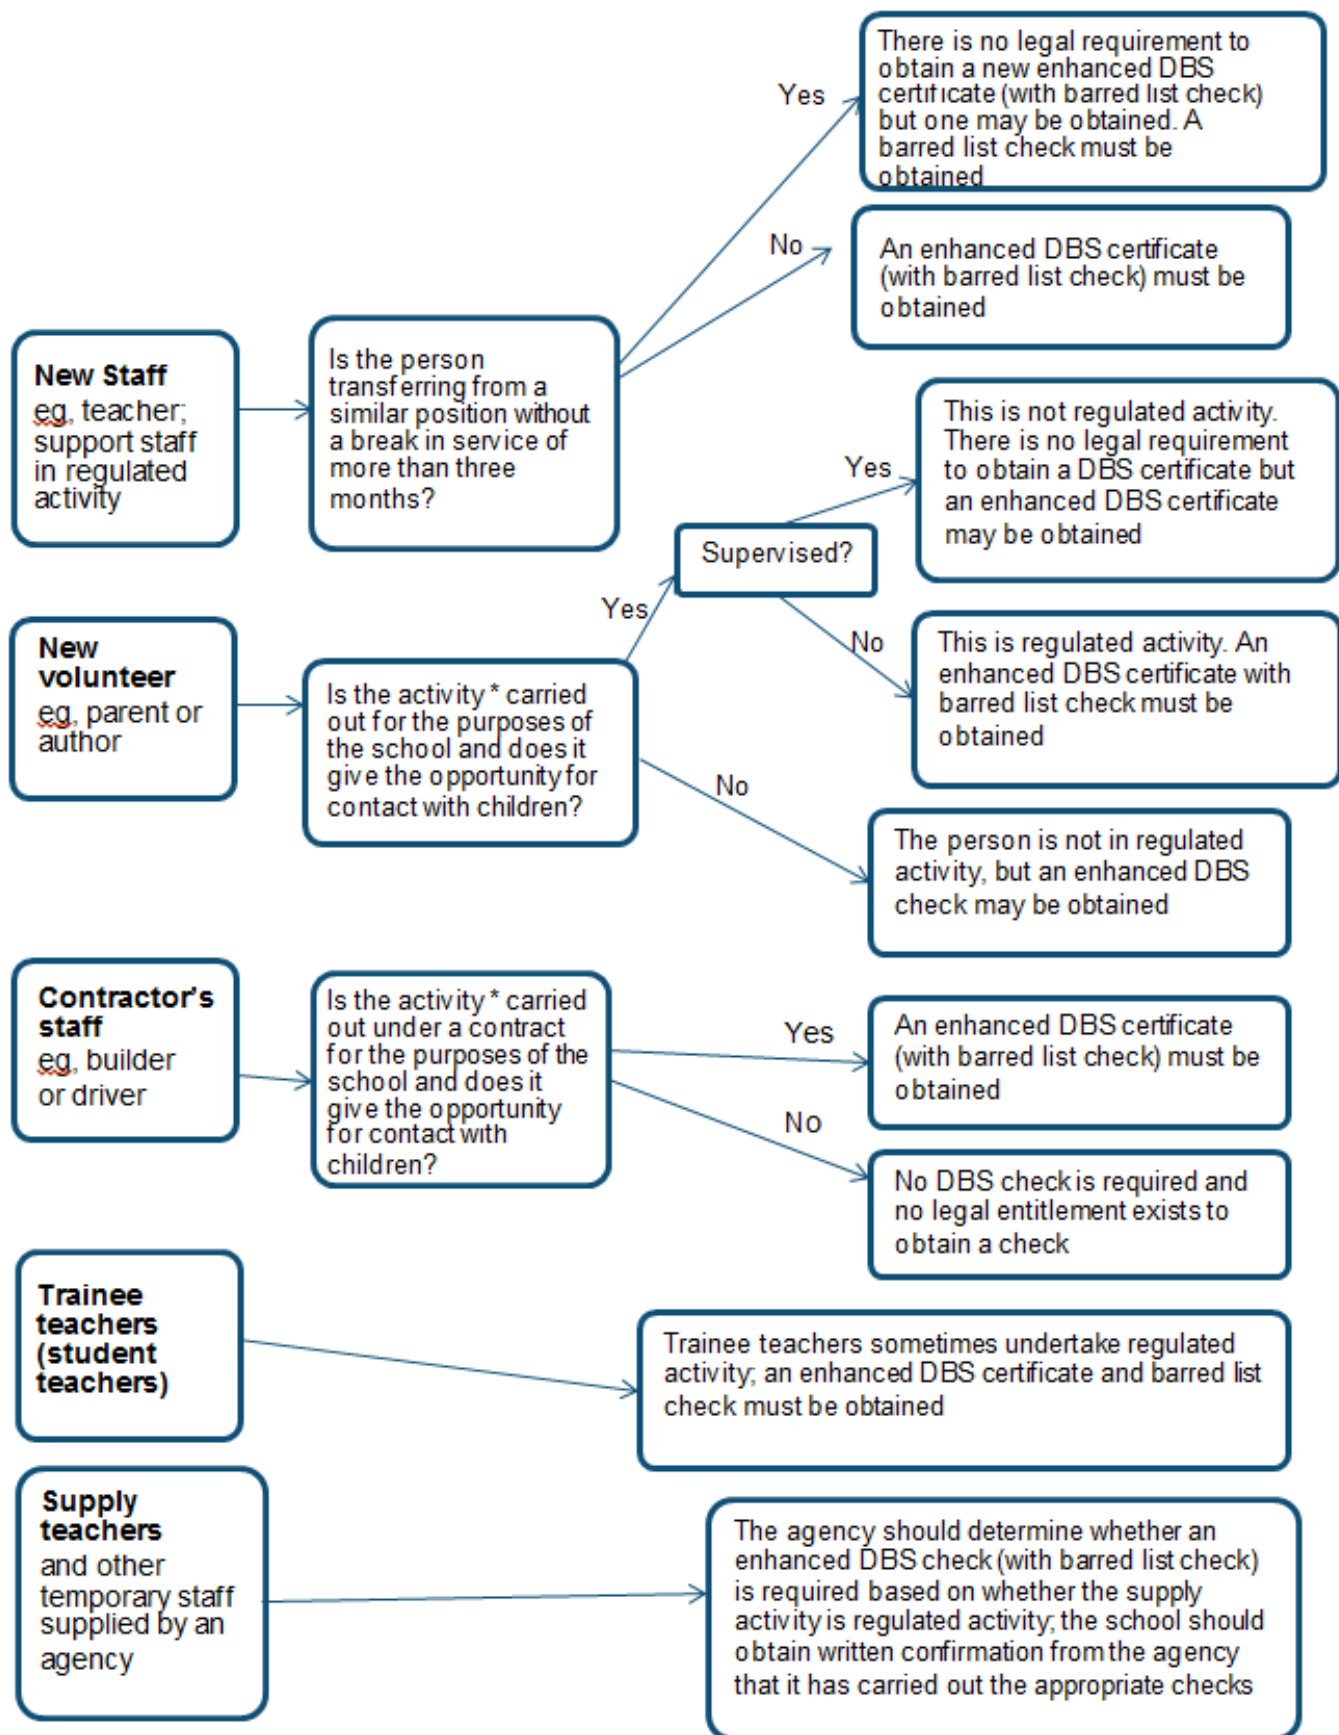 There is no legal requirement to
obtain a new enhanced DBS
certificate (with barred list check)
but one may be obtained. A
barred list check must be
obtained
Yes
No
An enhanced DBS certificate
(with barred list check) must be
obtained
New Staff
eg, teacher;
support staff
in regulated
activity
Is the person
transferring from a
similar position without
a break in service of
more than three
months?
This is not regulated activity.
There is no legal requirement
to obtain a DBS certificate but
an enhanced DBS certificate
may be obtained
Yes
Supervised?
Yes
No
This is regulated activity. An
enhanced DBS certificate with
barred list check must be
obtained
New
volunteer
eg, parent or
author
Is the activity * carried
out for the purposes of
the school and does it
give the opportunity for
contact with children?
No
The person is not in regulated
activity, but an enhanced DBS
check may be obtained
Contractor's
staff
eg, builder
or driver
Is the activity * carried
out under a contract
for the purposes of the
school and does it
give the opportunity
for contact with
children?
Yes
An enhanced DBS certificate
(with barred list check) must be
obtained
No
No DBS check is required and
no legal entitlement exists to
obtain a check
Trainee
teachers
(student
teachers)
Trainee teachers sometimes undertake regulated
activity; an enhanced DBS certificate and barred list
check must be obtained
Supply
teachers
and other
temporary staff
supplied by an
agency
The agency should determine whether an
enhanced DBS check (with barred list check)
is required based on whether the supply
activity is regulated activity; the school should
obtain written confirmation from the agency
that it has carried out the appropriate checks